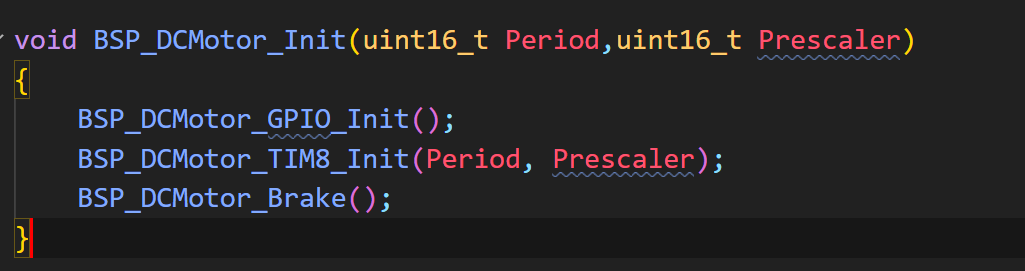 void BSP_DCMotor_Init(uint16_t Period,uint16_t Prescaler)
{
    BSP_DCMotor_GPIO_Init();
    BSP_DCMotor_TIM8_Init(Period, Prescaler);
    BSP_DCMotor_Brake();
}